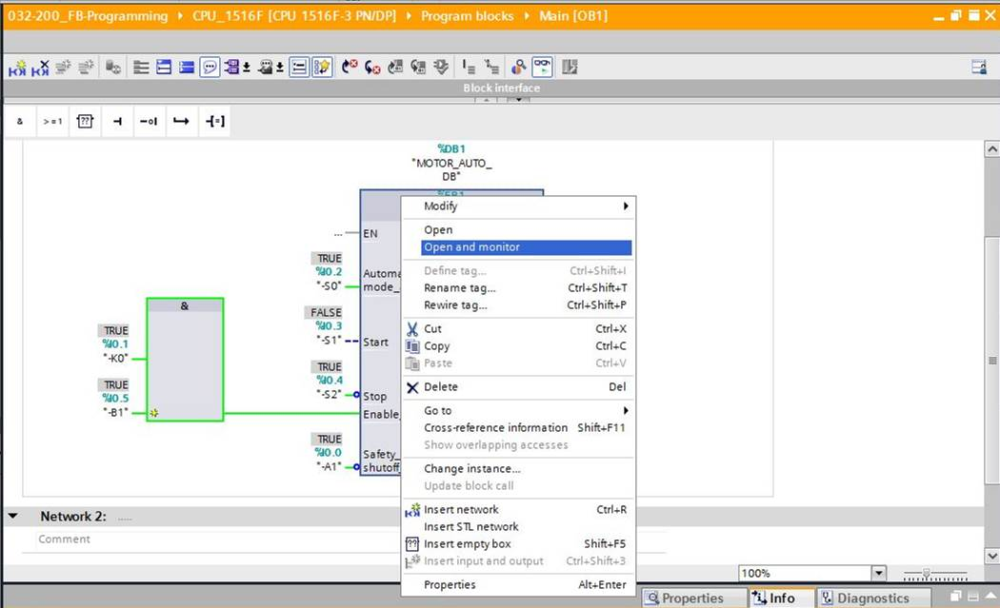 032-200_FB-Programming ▸ CPU_1516F [CPU 1516F-3 PN/DP] ▸ Program blocks ▸ Main [OB1]
Block interface
& >=1 ??
%DB1
"MOTOR_AUTO_
DB"
%FB1
... EN
TRUE
%I0.2
"-S0"
Automa
mode_
FALSE
%I0.3
"-S1" Start
TRUE
%I0.4
"-S2" Stop
Enable_
TRUE
%I0.0
"-A1"
Safety_
shutoff_
&
TRUE
%I0.1
"-K0"
TRUE
%I0.5
"-B1"
Modify
Open
Open and monitor
Define tag... Ctrl+Shift+I
Rename tag... Ctrl+Shift+T
Rewire tag... Ctrl+Shift+P
Cut Ctrl+X
Copy Ctrl+C
Paste Ctrl+V
Delete Del
Go to
Cross-reference information Shift+F11
Show overlapping accesses
Change instance...
Update block call
Insert network Ctrl+R
Insert STL network
?? Insert empty box Shift+F5
Insert input and output Ctrl+Shift+3
Properties Alt+Enter
Network 2: .....
Comment
100%
Properties Info Diagnostics